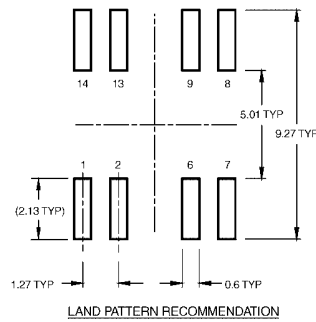 14 13 9 8
5.01 TYP
9.27 TYP
1 2 6 7
(2.13 TYP)
1.27 TYP
0.6 TYP
LAND PATTERN RECOMMENDATION